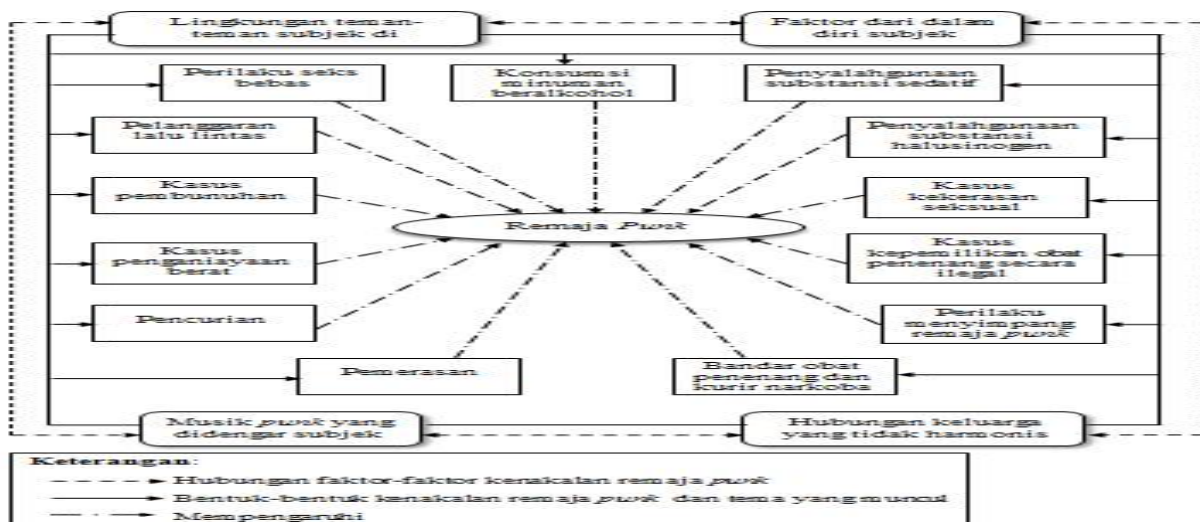 Lingkungan teman-
teman subjek di
Faktor dari dalam
diri subjek
Perilaku seks
bebas
Konsumsi
minuman
beralkohol
Penyalahgunaan
substansi sedatif
Pelanggaran
lalu lintas
Penyalahgunaan
substansi
halusinogen
Kasus
pembunuhan
Kasus
kekerasan
seksual
Remaja Punk
Kasus
penganiayaan
berat
Kasus
kepemilikan obat
penenang secara
ilegal
Pencurian
Perilaku
menyimpang
remaja punk
Pemerasan
Bandar obat
penenang dan
kurir narkoba
Musik punk yang
didengar subjek
Hubungan keluarga
yang tidak harmonis
Keterangan:
Hubungan faktor-faktor kenakalan remaja punk
Bentuk-bentuk kenakalan remaja punk dan tema yang muncul
Mempengaruhi